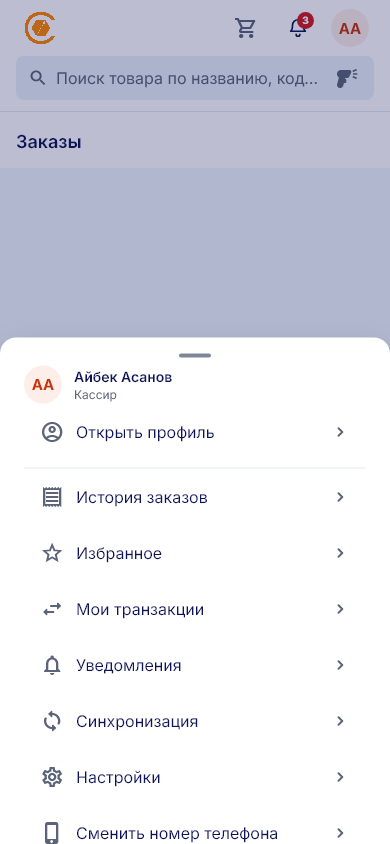 3
АА
Поиск товара по названию, код...
Заказы
АА
Айбек Асанов
Кассир
Открыть профиль
История заказов
Избранное
Мои транзакции
Уведомления
Синхронизация
Настройки
Сменить номер телефона